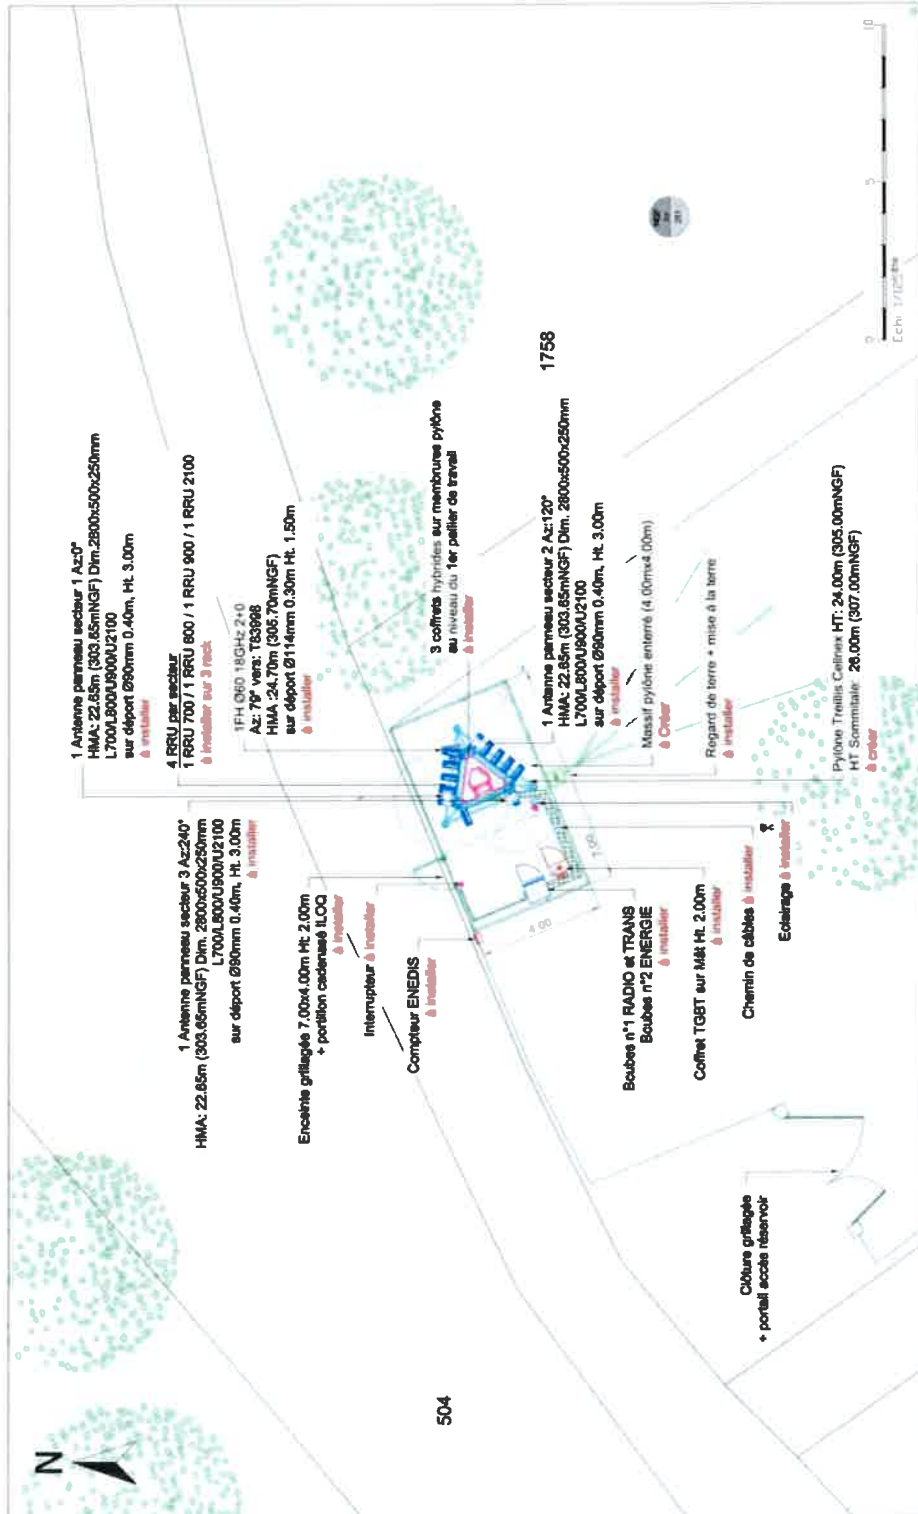 N
504
1 Antenne panneau secteur 1 Az:0°
HMA: 22.65m (303.65mNGF) Dim.2800x500x250mm
L700/L800/U900/U2100
sur déport Ø90mm 0.40m, Ht. 3.00m
à installer
4 RRU par secteur
1 RRU 700 / 1 RRU 800 / 1 RRU 900 / 1 RRU 2100
à installer sur 3 rack
1FH Ø60 18GHz 2+0
Az: 79° vers: T83998
HMA :24.70m (305.70mNGF)
sur déport Ø114mm 0.30m Ht. 1.50m
à installer
1 Antenne panneau secteur 3 Az:240°
HMA: 22.65m (303.65mNGF) Dim. 2800x500x250mm
L700/L800/U900/U2100
sur déport Ø90mm 0.40m, Ht. 3.00m
à installer
Enceinte grillagée 7.00x4.00m Ht: 2.00m
+ portillon cadenassé ILOQ
à installer
Interrupteur à installer
Compteur ENEDIS
à installer
3 coffrets hybrides sur membrures pylône
au niveau du 1er pallier de travail
à installer
1 Antenne panneau secteur 2 Az:120°
HMA: 22.65m (303.65mNGF) Dim. 2800x500x250mm
L700/L800/U900/U2100
sur déport Ø90mm 0.40m, Ht. 3.00m
à installer
1758
Massif pylône enterré (4.00mx4.00m)
à Créer
Regard de terre + mise à la terre
à installer
Pylône Treillis Cellnex HT: 24.00m (305.00mNGF)
HT Sommitale: 26.00m (307.00mNGF)
à créer
4.00
7.00
Bcubes n°1 RADIO et TRANS
Bcubes n°2 ENERGIE
à installer
Coffret TGBT sur Mât Ht. 2.00m
à installer
Chemin de câbles à installer
Eclairage à installer
Clôture grillagée
+ portail accès réservoir
0 5 10